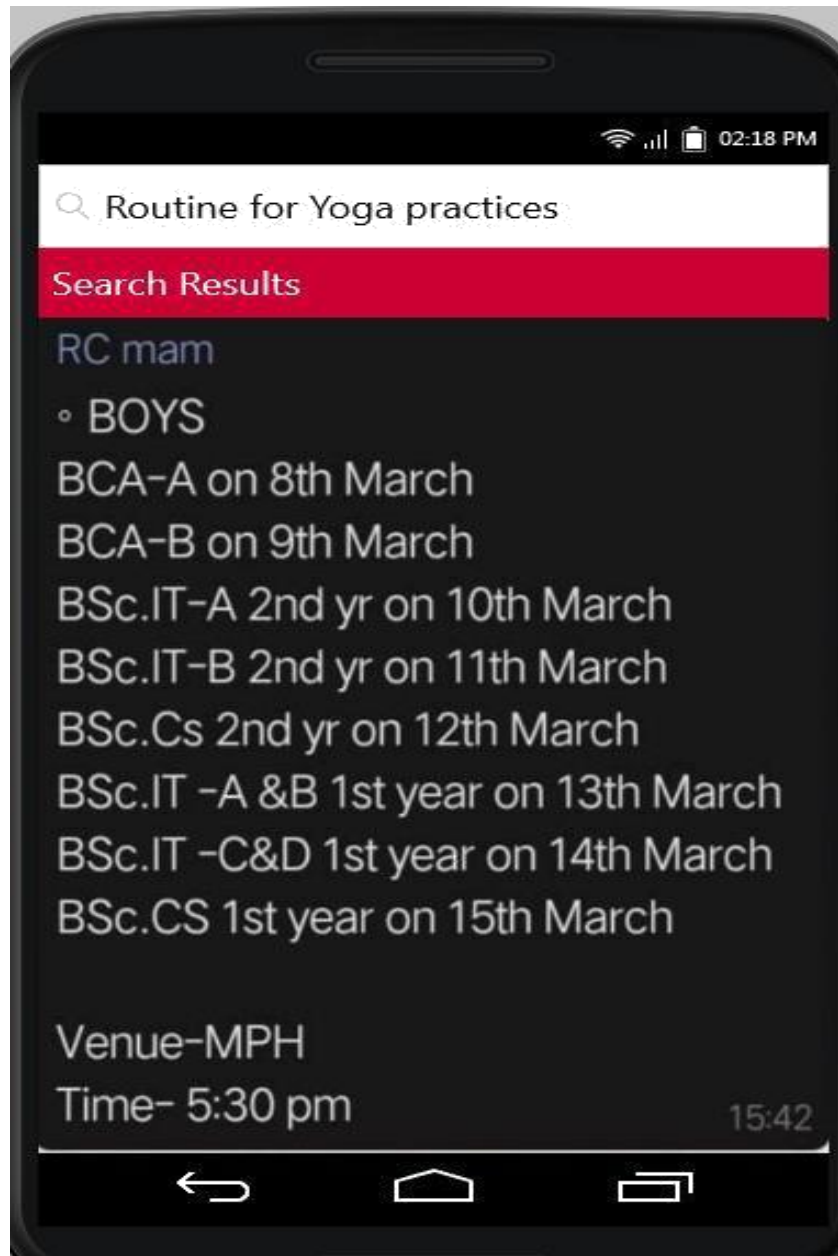 02:18 PM
Routine for Yoga practices
Search Results
RC mam
◦ BOYS
BCA-A on 8th March
BCA-B on 9th March
BSc.IT-A 2nd yr on 10th March
BSc.IT-B 2nd yr on 11th March
BSc.Cs 2nd yr on 12th March
BSc.IT -A &B 1st year on 13th March
BSc.IT -C&D 1st year on 14th March
BSc.CS 1st year on 15th March
Venue-MPH
Time- 5:30 pm
15:42